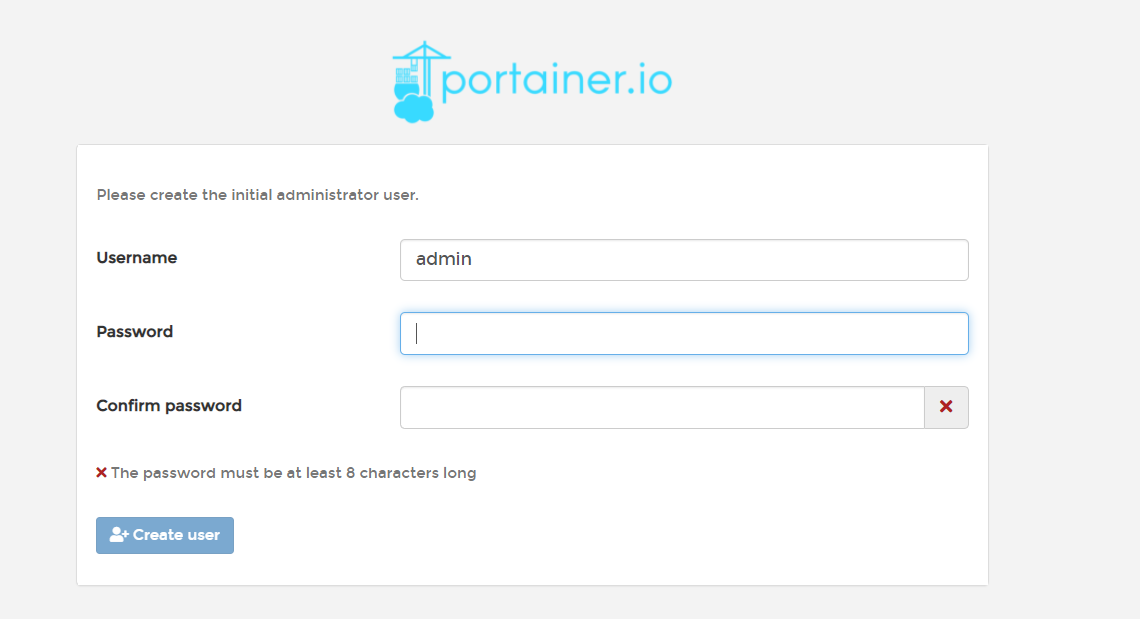 portainer.io
Please create the initial administrator user.
Username
admin
Password
Confirm password
The password must be at least 8 characters long
Create user